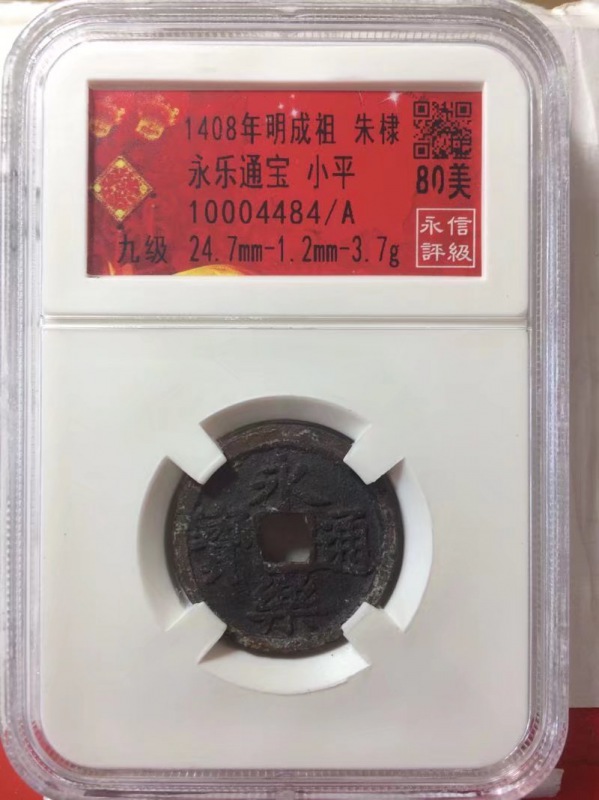 1408年明成祖 朱棣
永乐通宝 小平
80美
10004484/A
九级 24.7mm-1.2mm-3.7g
永信
評級
永樂通寳